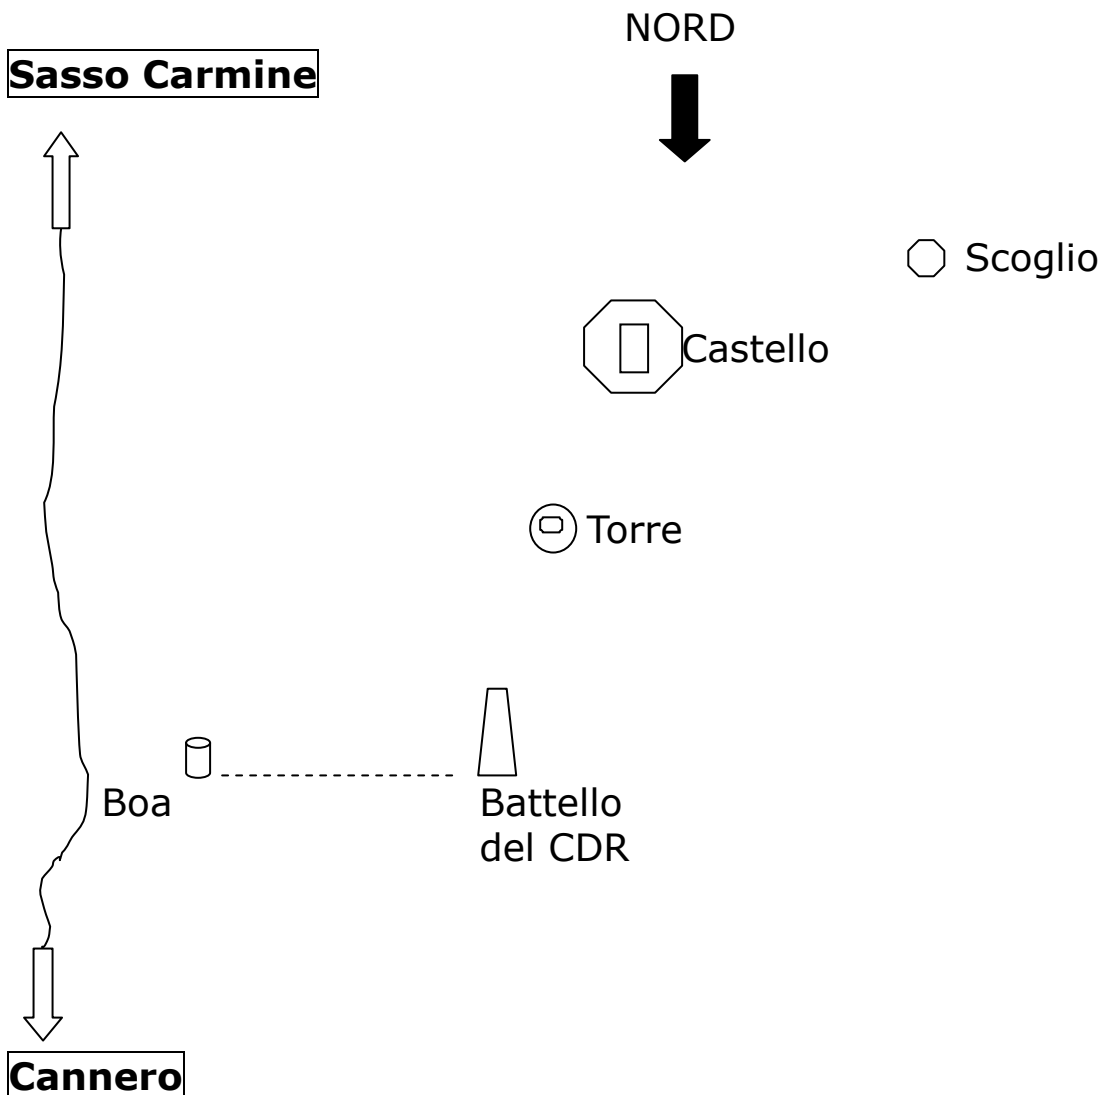 NORD
Sasso Carmine
Scoglio
Castello
Torre
Boa
Battello
del CDR
Cannero